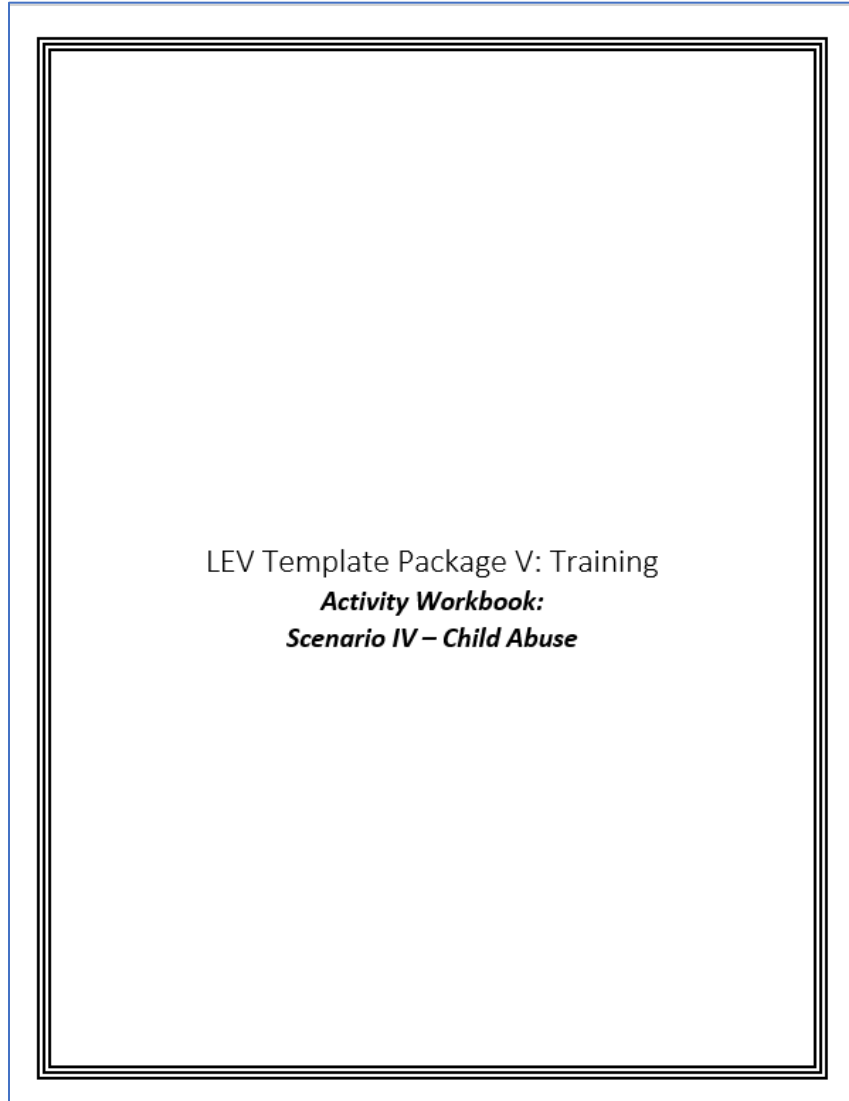 LEV Template Package V: Training
Activity Workbook:
Scenario IV – Child Abuse